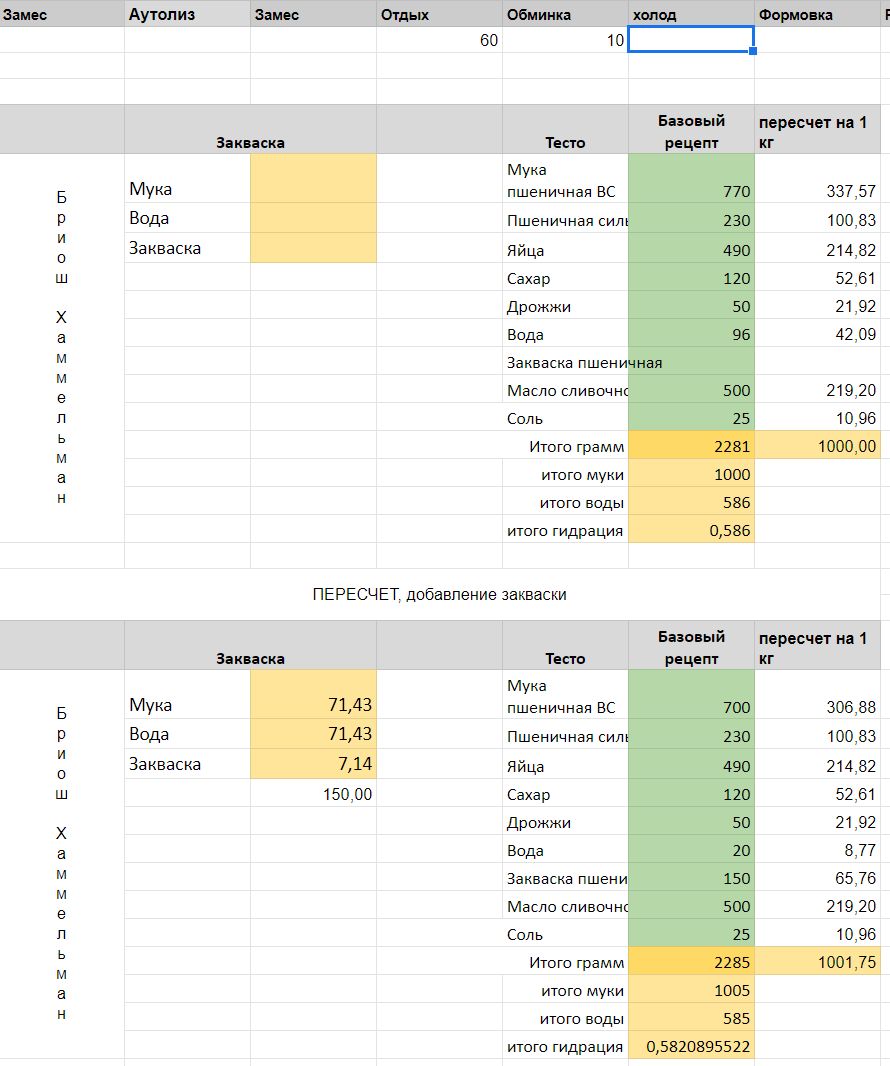 Замес Аутолиз Замес Отдых Обминка холод Формовка
60 10
Закваска Тесто Базовый рецепт пересчет на 1 кг
Бриош Хаммельман
Мука Мука пшеничная ВС 770 337,57
Вода Пшеничная силь 230 100,83
Закваска Яйца 490 214,82
Сахар 120 52,61
Дрожжи 50 21,92
Вода 96 42,09
Закваска пшеничная
Масло сливочно 500 219,20
Соль 25 10,96
Итого грамм 2281 1000,00
итого муки 1000
итого воды 586
итого гидрация 0,586
ПЕРЕСЧЕТ, добавление закваски
Закваска Тесто Базовый рецепт пересчет на 1 кг
Бриош Хаммельман
Мука 71,43 Мука пшеничная ВС 700 306,88
Вода 71,43 Пшеничная силь 230 100,83
Закваска 7,14 Яйца 490 214,82
150,00 Сахар 120 52,61
Дрожжи 50 21,92
Вода 20 8,77
Закваска пшени 150 65,76
Масло сливочно 500 219,20
Соль 25 10,96
Итого грамм 2285 1001,75
итого муки 1005
итого воды 585
итого гидрация 0,5820895522